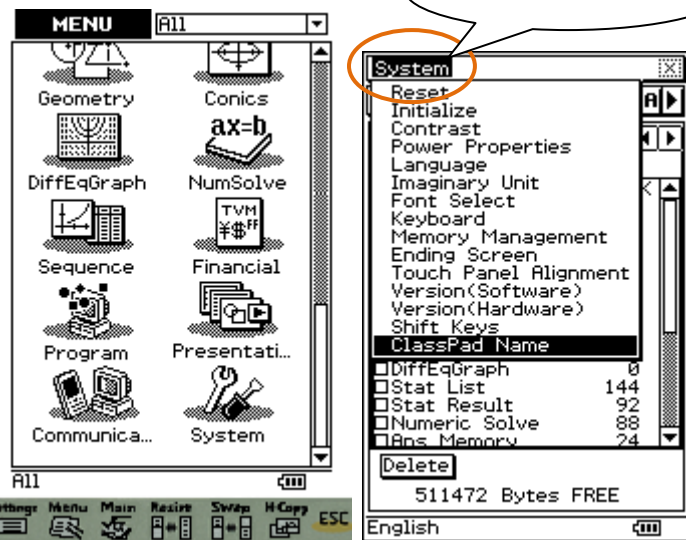 MENU All
Geometry Conics
ax=b
DiffEqGraph NumSolve
TVM
¥$FF
Sequence Financial
Program Presentati...
Communica... System
All
Menu Main Resize Swap H-Copy ESC
System
Reset
Initialize
Contrast
Power Properties
Language
Imaginary Unit
Font Select
Keyboard
Memory Management
Ending Screen
Touch Panel Alignment
Version(Software)
Version(Hardware)
Shift Keys
ClassPad Name
A
K
DiffEqGraph 0
Stat List 144
Stat Result 92
Numeric Solve 88
Ans Memory 24
Delete
511472 Bytes FREE
English